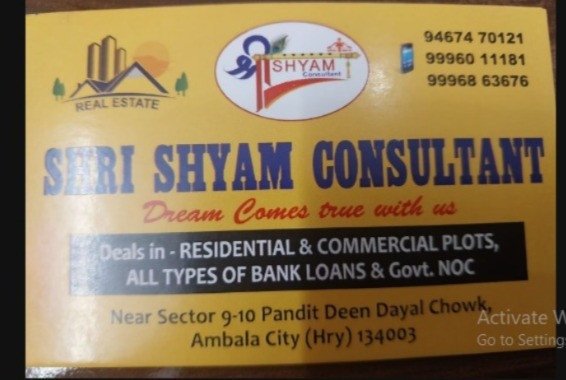 94674 70121
99960 11181
99968 63676
REAL ESTATE
श्री SHYAM
Consultant
SHRI SHYAM CONSULTANT
Dream Comes true with us
Deals in - RESIDENTIAL & COMMERCIAL PLOTS,
ALL TYPES OF BANK LOANS & Govt. NOC
Near Sector 9-10 Pandit Deen Dayal Chowk,
Ambala City (Hry) 134003
Activate W
Go to Setting